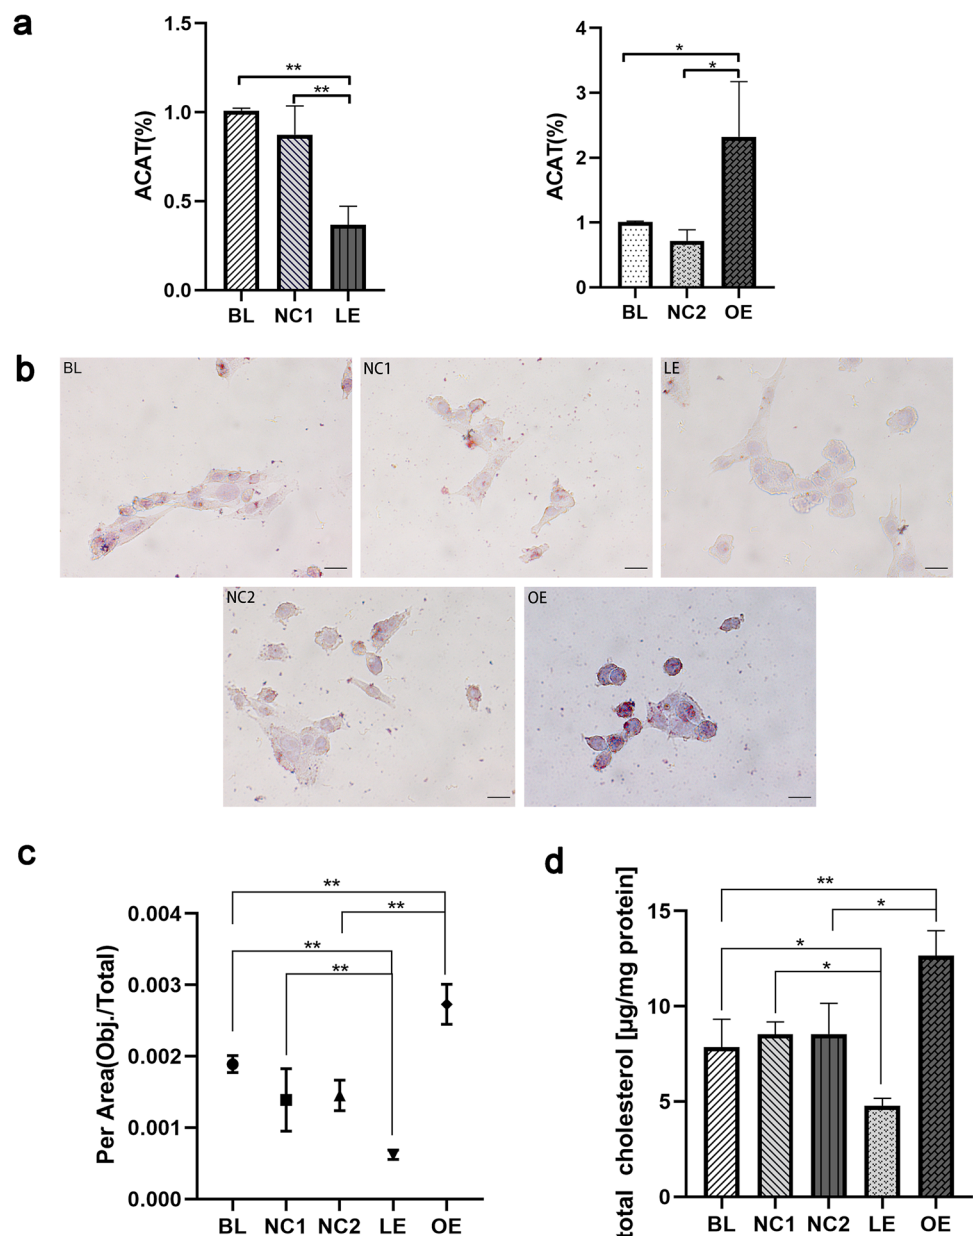 a
1.5
1.0
0.5
0.0
ACAT(%)
**
**
BL NC1 LE
4
3
2
1
0
ACAT(%)
*
*
BL NC2 OE
b
BL
NC1
LE
NC2
OE
c
0.004
0.003
0.002
0.001
0.000
Per Area(Obj./Total)
**
**
**
**
BL NC1 NC2 LE OE
d
15
10
5
0
total cholesterol [µg/mg protein]
**
*
*
*
BL NC1 NC2 LE OE